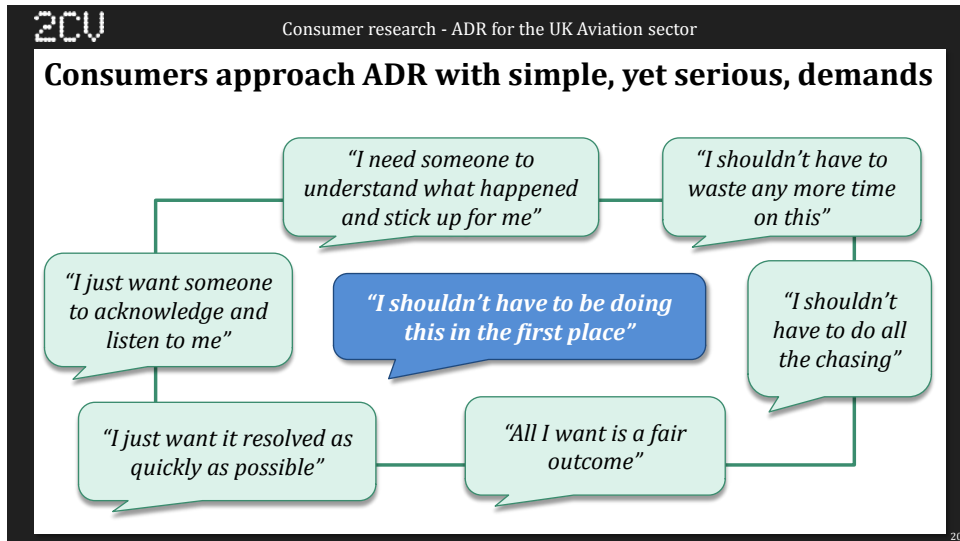 2CV
Consumer research - ADR for the UK Aviation sector
Consumers approach ADR with simple, yet serious, demands
“I need someone to
understand what happened
and stick up for me”
“I shouldn’t have to
waste any more time
on this”
“I just want someone
to acknowledge and
listen to me”
“I shouldn’t have to be doing
this in the first place”
“I shouldn’t
have to do all
the chasing”
“I just want it resolved as
quickly as possible”
“All I want is a fair
outcome”
20